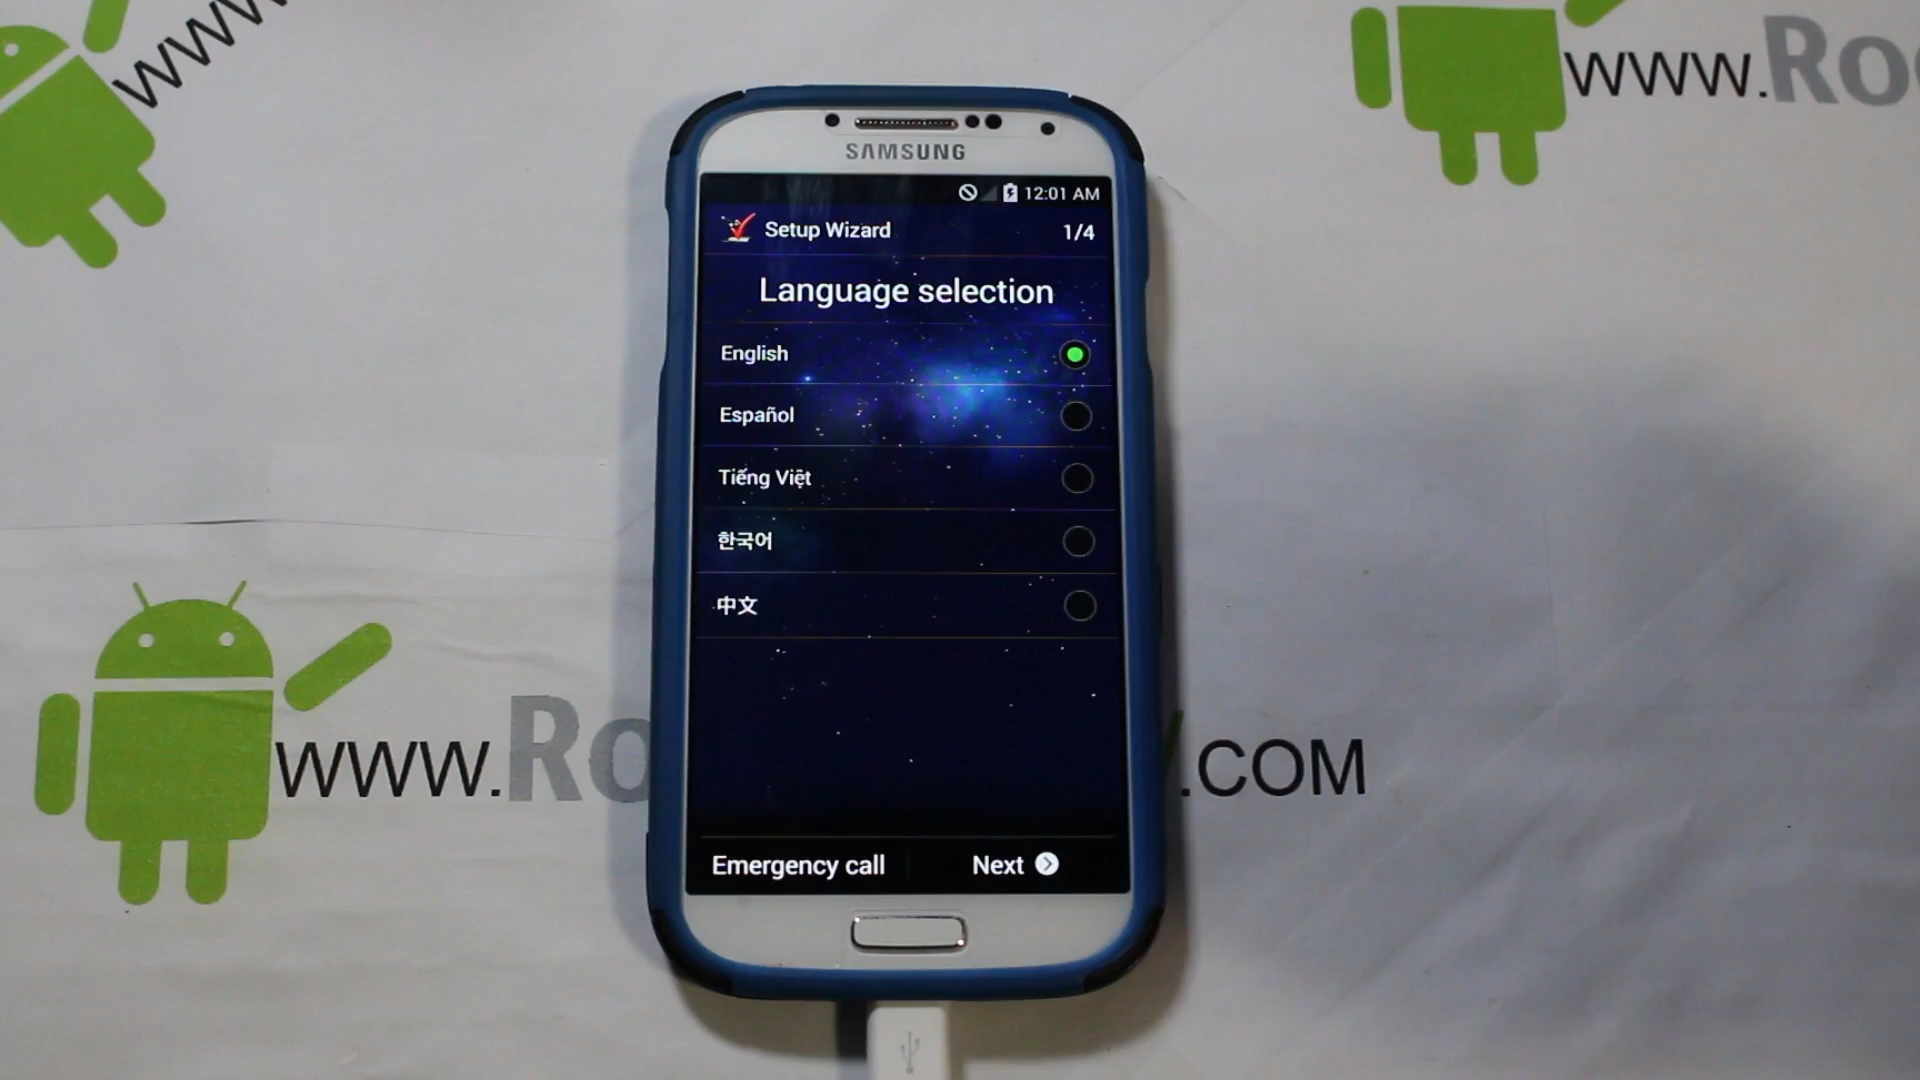 www.
www.Ro
SAMSUNG
12:01 AM
Setup Wizard 1/4
Language selection
English
Español
Tiếng Việt
한국어
中文
www.Ro .COM
Emergency call Next